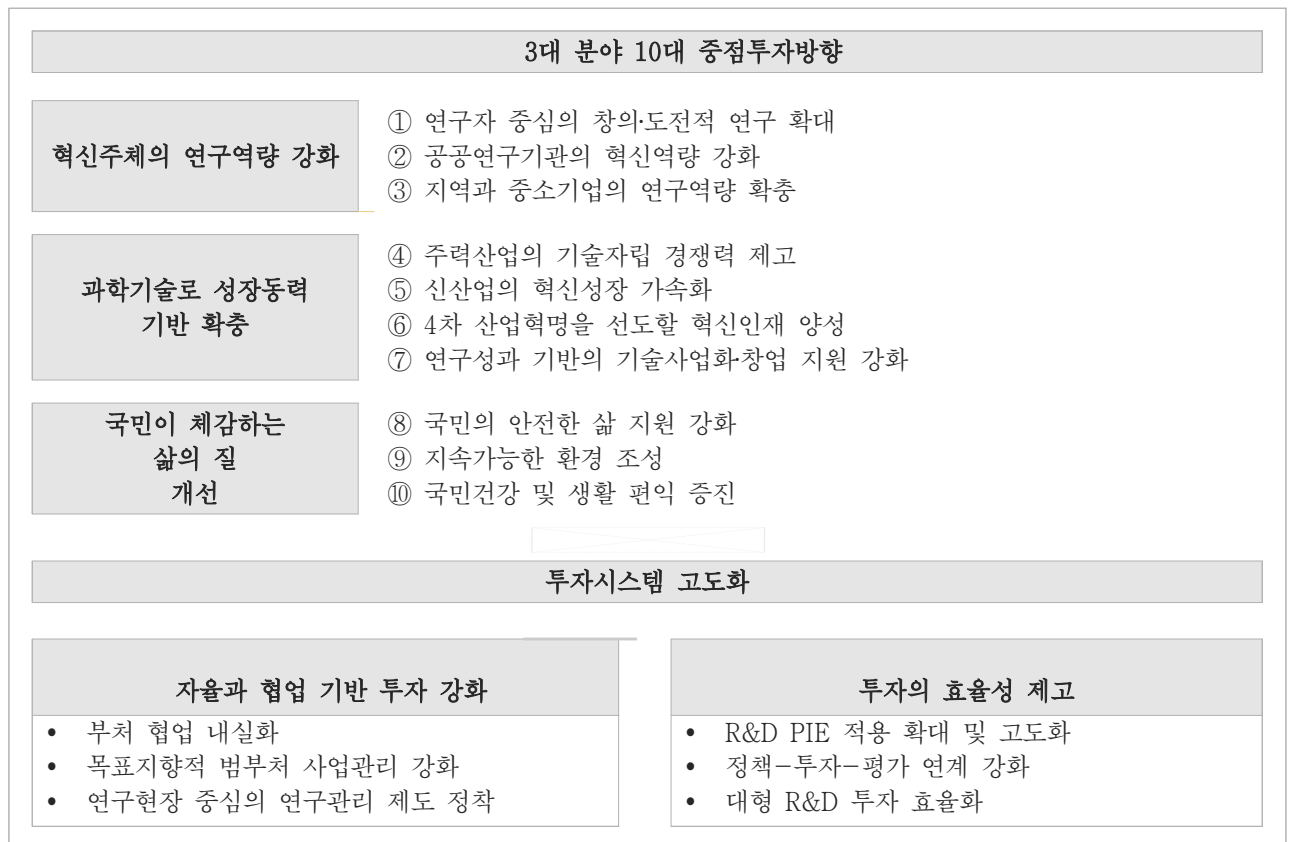 3대 분야 10대 중점투자방향
혁신주체의 연구역량 강화
① 연구자 중심의 창의·도전적 연구 확대
② 공공연구기관의 혁신역량 강화
③ 지역과 중소기업의 연구역량 확충
과학기술로 성장동력
기반 확충
④ 주력산업의 기술자립 경쟁력 제고
⑤ 신산업의 혁신성장 가속화
⑥ 4차 산업혁명을 선도할 혁신인재 양성
⑦ 연구성과 기반의 기술사업화·창업 지원 강화
국민이 체감하는
삶의 질
개선
⑧ 국민의 안전한 삶 지원 강화
⑨ 지속가능한 환경 조성
⑩ 국민건강 및 생활 편익 증진
투자시스템 고도화
자율과 협업 기반 투자 강화
• 부처 협업 내실화
• 목표지향적 범부처 사업관리 강화
• 연구현장 중심의 연구관리 제도 정착
투자의 효율성 제고
• R&D PIE 적용 확대 및 고도화
• 정책-투자-평가 연계 강화
• 대형 R&D 투자 효율화